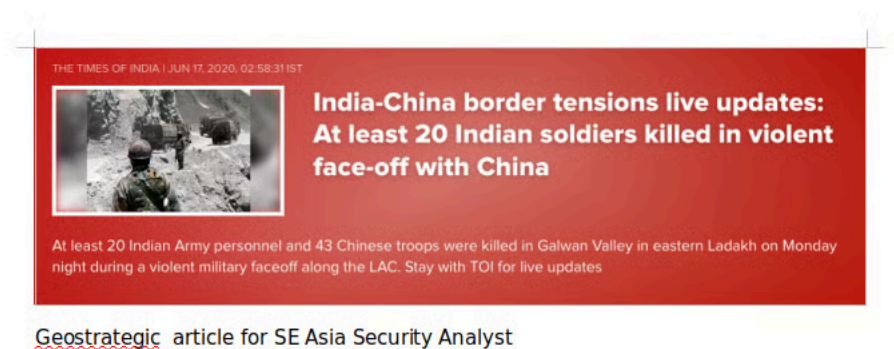 THE TIMES OF INDIA | JUN 17, 2020, 02:58:31 IST
India-China border tensions live updates:
At least 20 Indian soldiers killed in violent
face-off with China
At least 20 Indian Army personnel and 43 Chinese troops were killed in Galwan Valley in eastern Ladakh on Monday
night during a violent military faceoff along the LAC. Stay with TOI for live updates
Geostrategic  article for SE Asia Security Analyst